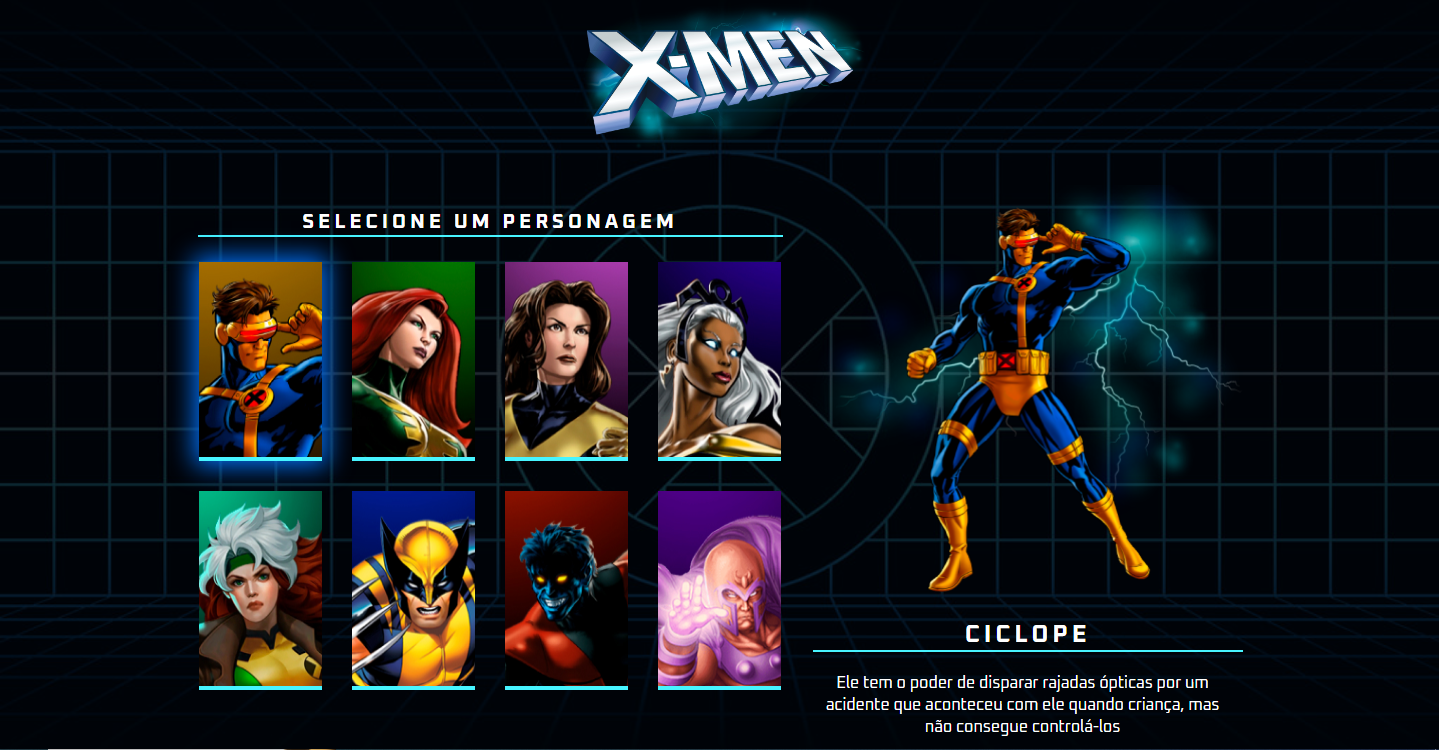 X-MEN
SELECIONE UM PERSONAGEM
CICLOPE
Ele tem o poder de disparar rajadas ópticas por um
acidente que aconteceu com ele quando criança, mas
não consegue controlá-los